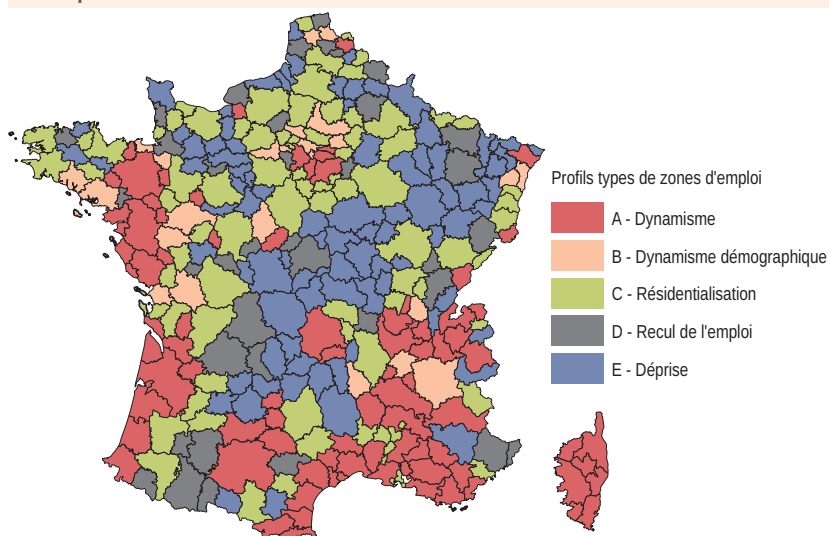 Profils types de zones d'emploi
A - Dynamisme
B - Dynamisme démographique
C - Résidentialisation
D - Recul de l'emploi
E - Déprise